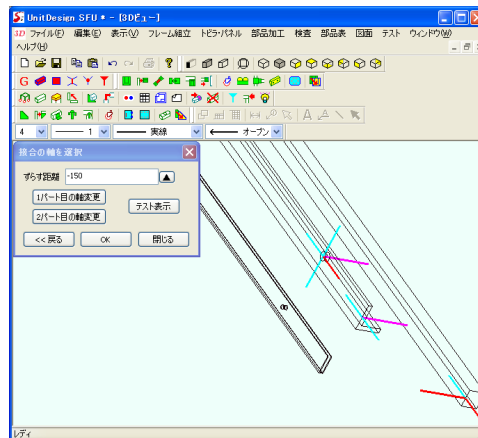 UnitDesign SFU * - [3Dビュー]
3D ファイル(F) 編集(E) 表示(V) フレーム組立 トビラ・パネル 部品加工 検査 部品表 図面 テスト ウィンドウ(W)
ヘルプ(H)
4 1 実線 オープン
接合の軸を選択
ずらす距離 -150
1パート目の軸変更
テスト表示
2パート目の軸変更
<< 戻る OK 閉じる
レディ